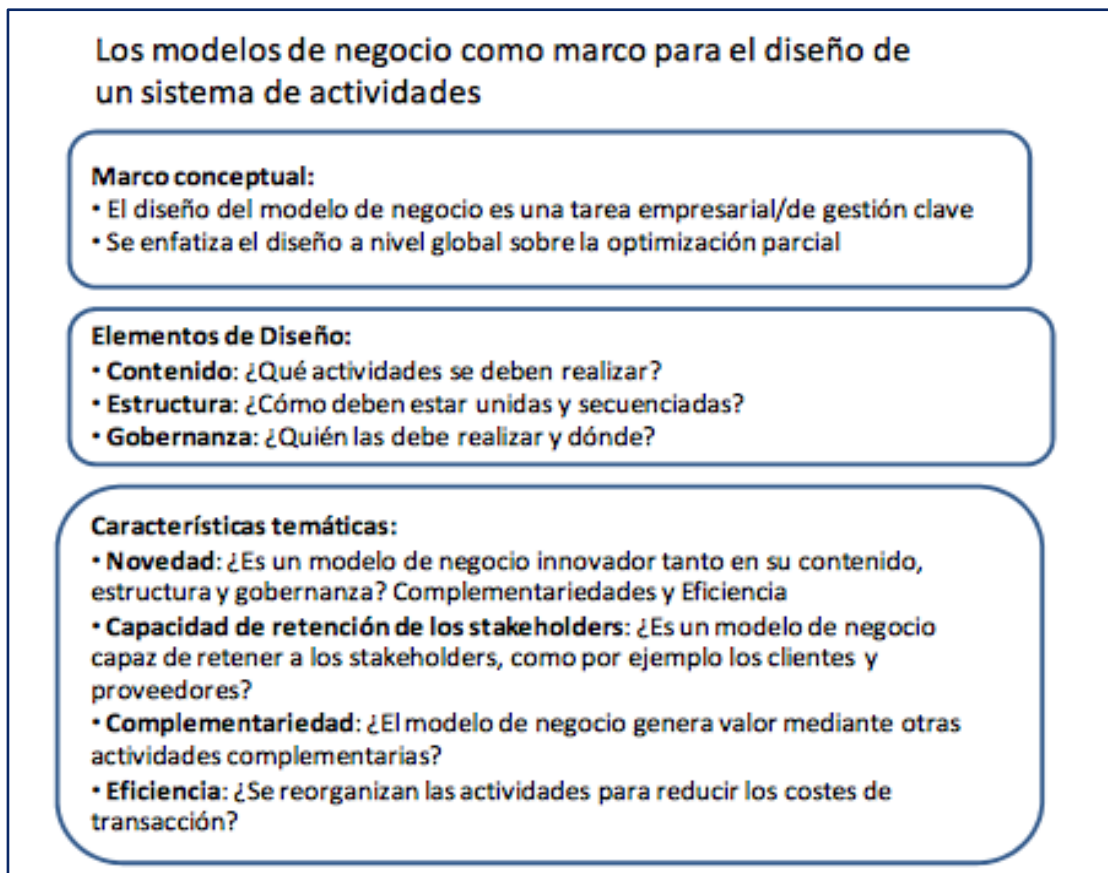 Los modelos de negocio como marco para el diseño de
un sistema de actividades
Marco conceptual:
• El diseño del modelo de negocio es una tarea empresarial/de gestión clave
• Se enfatiza el diseño a nivel global sobre la optimización parcial
Elementos de Diseño:
• Contenido: ¿Qué actividades se deben realizar?
• Estructura: ¿Cómo deben estar unidas y secuenciadas?
• Gobernanza: ¿Quién las debe realizar y dónde?
Características temáticas:
• Novedad: ¿Es un modelo de negocio innovador tanto en su contenido,
estructura y gobernanza? Complementariedades y Eficiencia
• Capacidad de retención de los stakeholders: ¿Es un modelo de negocio
capaz de retener a los stakeholders, como por ejemplo los clientes y
proveedores?
• Complementariedad: ¿El modelo de negocio genera valor mediante otras
actividades complementarias?
• Eficiencia: ¿Se reorganizan las actividades para reducir los costes de
transacción?